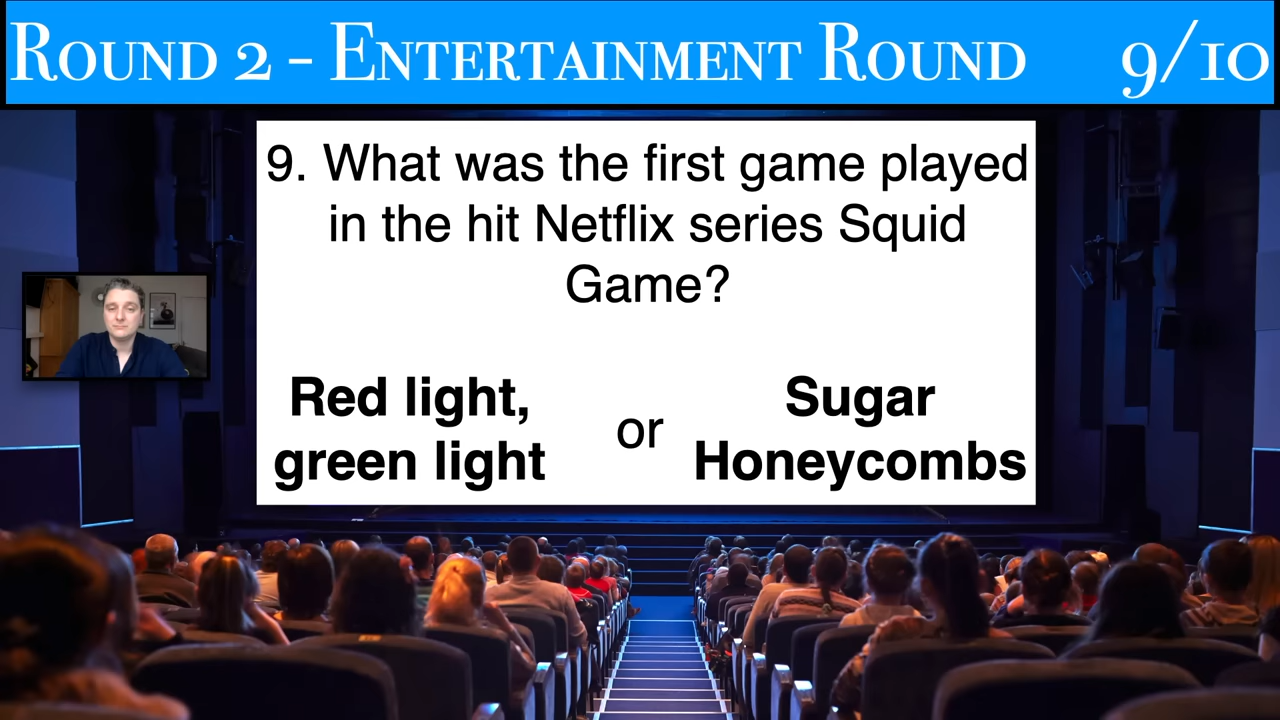 Round 2 - Entertainment Round 9/10
9. What was the first game played
in the hit Netflix series Squid
Game?
Red light,
green light
or
Sugar
Honeycombs